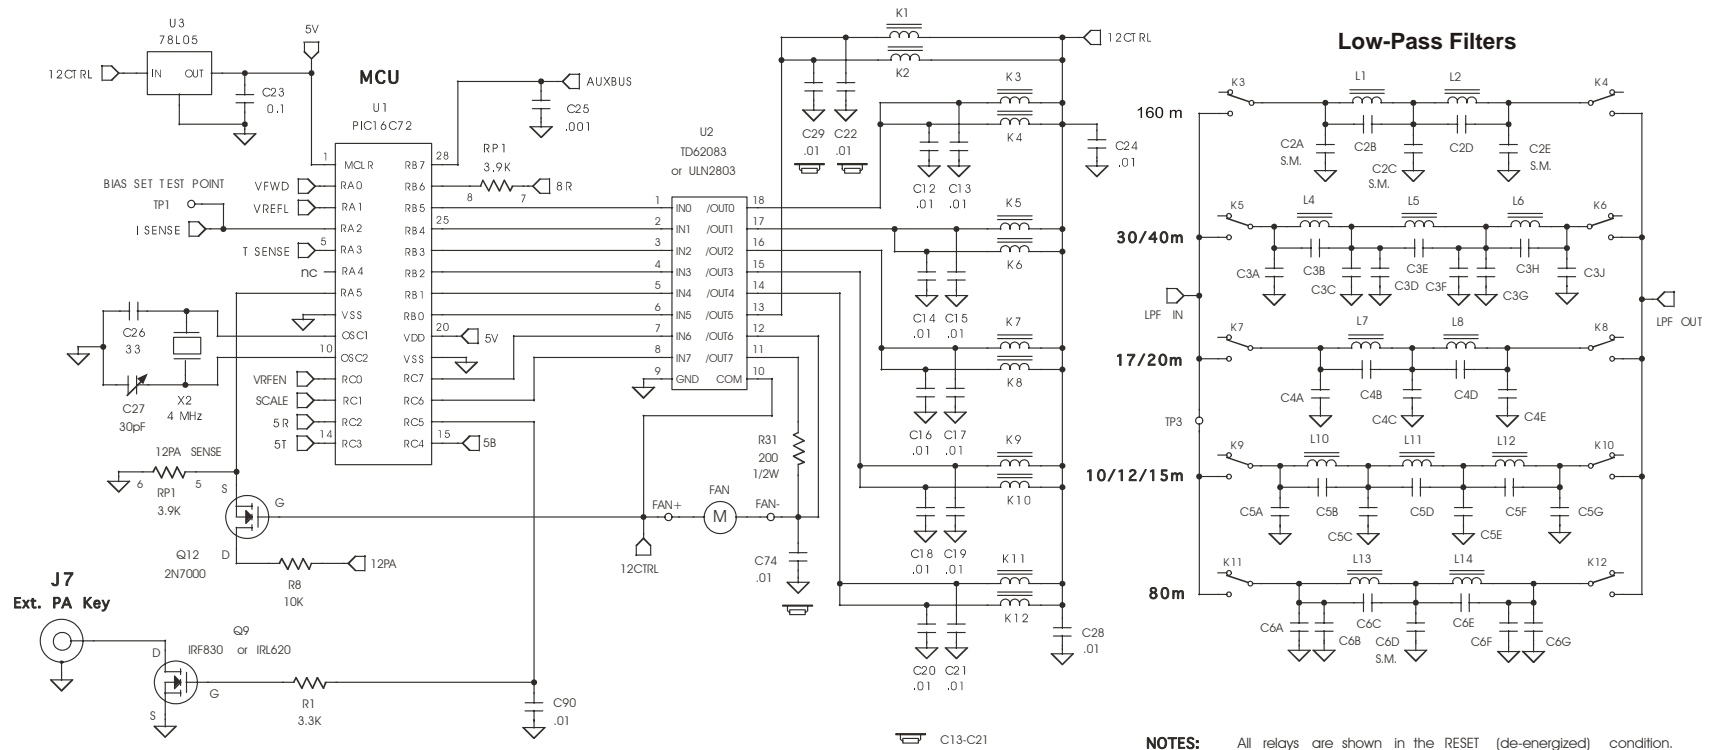 U3
78L05
12CTRL
IN
OUT
5V
C23
0.1
MCU
U1
PIC16C72
AUXBUS
C25
.001
1
MCLR
RA0
RA1
RA2
5
RA3
RA4
RA5
VSS
OSC1
10
OSC2
RC0
RC1
RC2
14
RC3
28
RB7
RB6
RB5
25
RB4
RB3
RB2
RB1
RB0
20
VDD
VSS
RC7
RC6
RC5
15
RC4
BIAS SET TEST POINT
TP1
VFWD
VREFL
I SENSE
T SENSE
nc
C26
33
C27
30pF
X2
4 MHz
VRFEN
SCALE
5R
5T
12PA SENSE
6
5
RP1
3.9K
S
G
D
Q12
2N7000
R8
10K
12PA
J7
Ext. PA Key
Q9
IRF830 or IRL620
D
G
S
R1
3.3K
C90
.01
RP1
3.9K
8
7
8R
5V
5B
U2
TD62083
or ULN2803
1
2
3
4
5
6
7
8
9
IN0
IN1
IN2
IN3
IN4
IN5
IN6
IN7
GND
/OUT0
/OUT1
/OUT2
/OUT3
/OUT4
/OUT5
/OUT6
/OUT7
COM
18
17
16
15
14
13
12
11
10
R31
200
1/2W
FAN+
FAN
M
FAN-
12CTRL
C74
.01
K1
K2
12CTRL
C29
.01
C22
.01
K3
K4
C24
.01
C12
.01
C13
.01
K5
K6
C14
.01
C15
.01
K7
K8
C16
.01
C17
.01
K9
K10
C18
.01
C19
.01
K11
K12
C20
.01
C21
.01
C28
.01
C13-C21
Low-Pass Filters
160 m
K3
L1
L2
K4
C2A
S.M.
C2B
C2C
S.M.
C2D
C2E
S.M.
30/40m
K5
L4
L5
L6
K6
C3A
C3B
C3C
C3D
C3E
C3F
C3G
C3H
C3J
LPF IN
LPF OUT
17/20m
K7
L7
L8
K8
C4A
C4B
C4C
C4D
C4E
TP3
10/12/15m
K9
L10
L11
L12
K10
C5A
C5B
C5C
C5D
C5E
C5F
C5G
80m
K11
L13
L14
K12
C6A
C6B
C6C
C6D
S.M.
C6E
C6F
C6G
NOTES: All relays are shown in the RESET (de-energized) condition.